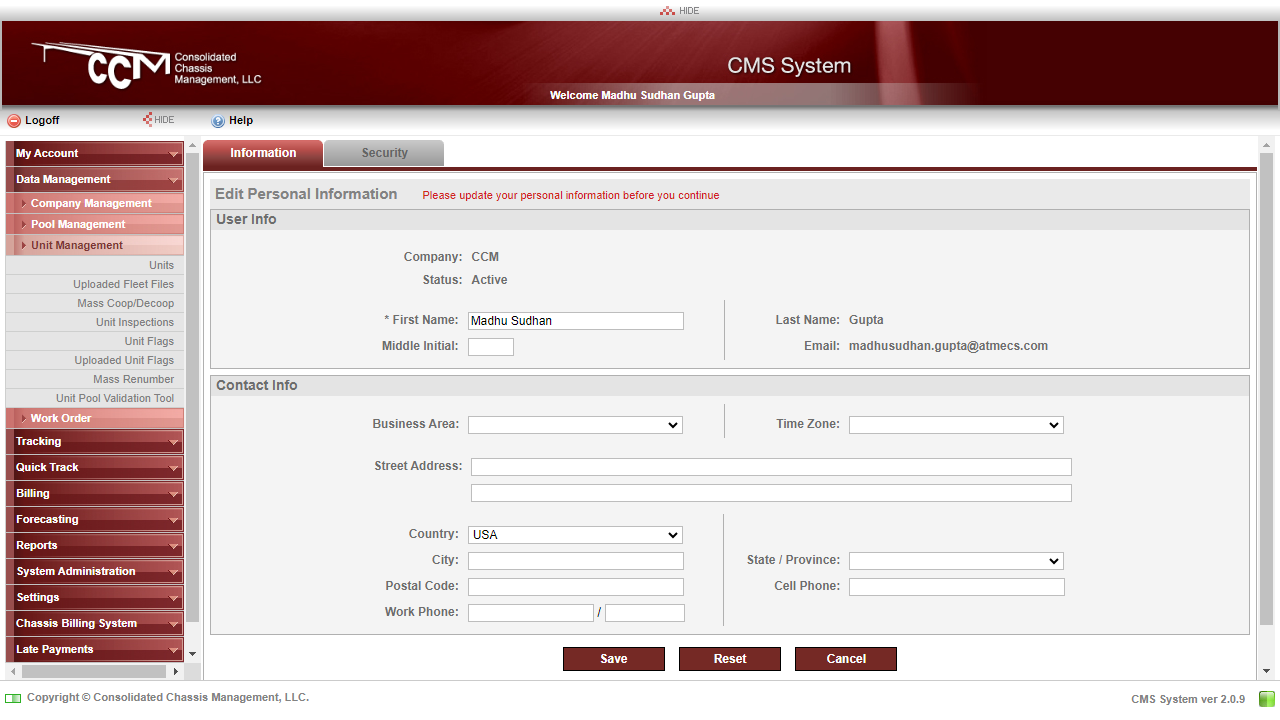 HIDE
CCM
Consolidated
Chassis
Management, LLC
CMS System
Welcome Madhu Sudhan Gupta
Logoff
HIDE
Help
My Account
Data Management
Company Management
Pool Management
Unit Management
Units
Uploaded Fleet Files
Mass Coop/Decoop
Unit Inspections
Unit Flags
Uploaded Unit Flags
Mass Renumber
Unit Pool Validation Tool
Work Order
Tracking
Quick Track
Billing
Forecasting
Reports
System Administration
Settings
Chassis Billing System
Late Payments
Information Security
Edit Personal Information Please update your personal information before you continue
User Info
Company: CCM
Status: Active
* First Name: Madhu Sudhan Last Name: Gupta
Middle Initial: Email: madhusudhan.gupta@atmecs.com
Contact Info
Business Area: Time Zone:
Street Address:
Country: USA
City: State / Province:
Postal Code: Cell Phone:
Work Phone: /
Save Reset Cancel
Copyright © Consolidated Chassis Management, LLC. CMS System ver 2.0.9